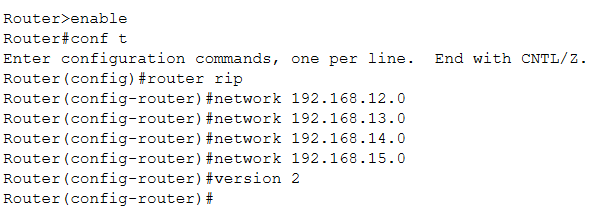 Router>enable
Router#conf t
Enter configuration commands, one per line.  End with CNTL/Z.
Router(config)#router rip
Router(config-router)#network 192.168.12.0
Router(config-router)#network 192.168.13.0
Router(config-router)#network 192.168.14.0
Router(config-router)#network 192.168.15.0
Router(config-router)#version 2
Router(config-router)#